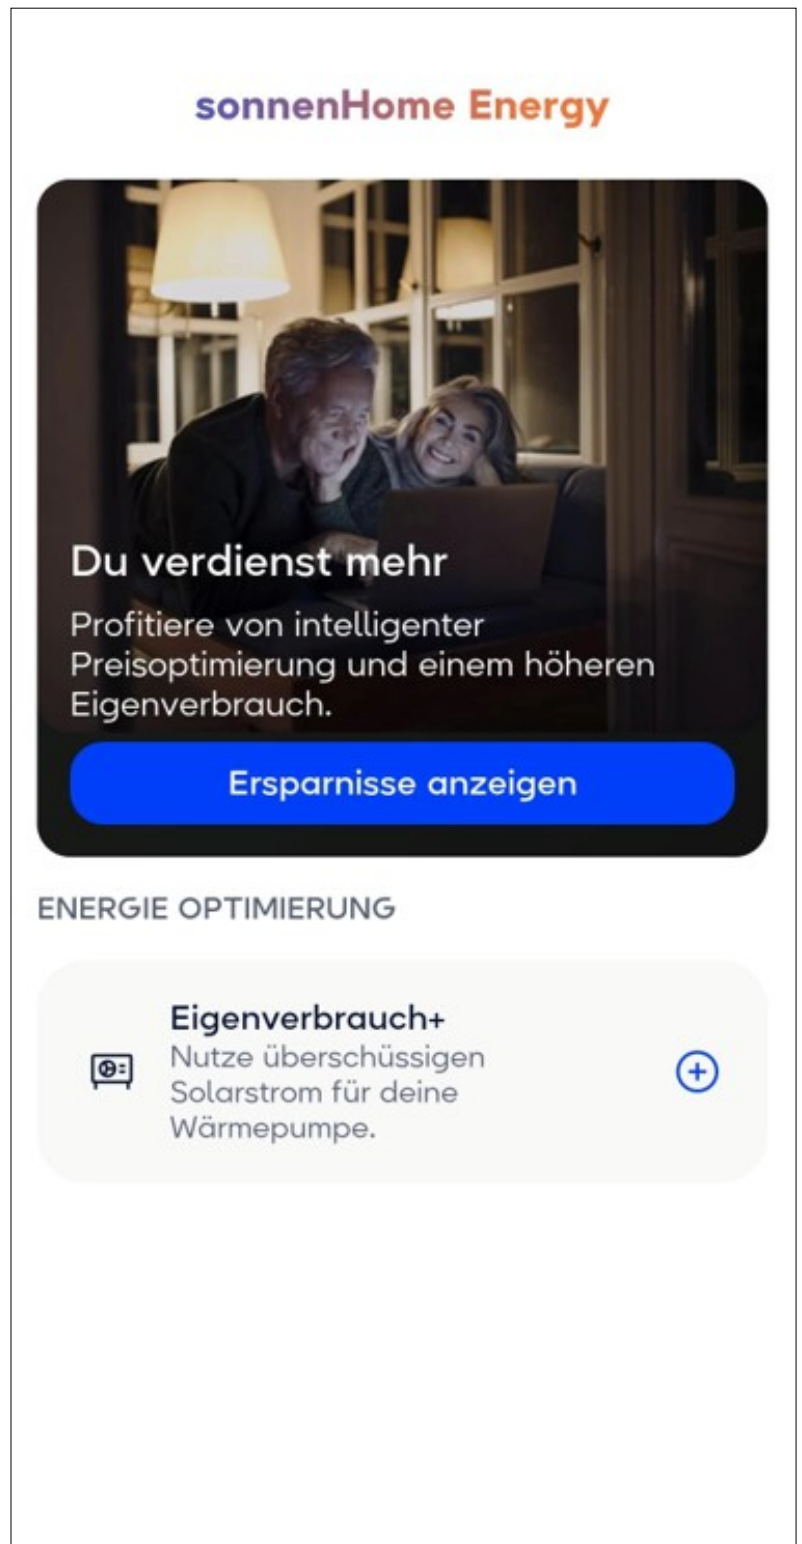 sonnenHome Energy
Du verdienst mehr
Profitiere von intelligenter
Preisoptimierung und einem höheren
Eigenverbrauch.
Ersparnisse anzeigen
ENERGIE OPTIMIERUNG
Eigenverbrauch+
Nutze überschüssigen
Solarstrom für deine
Wärmepumpe.